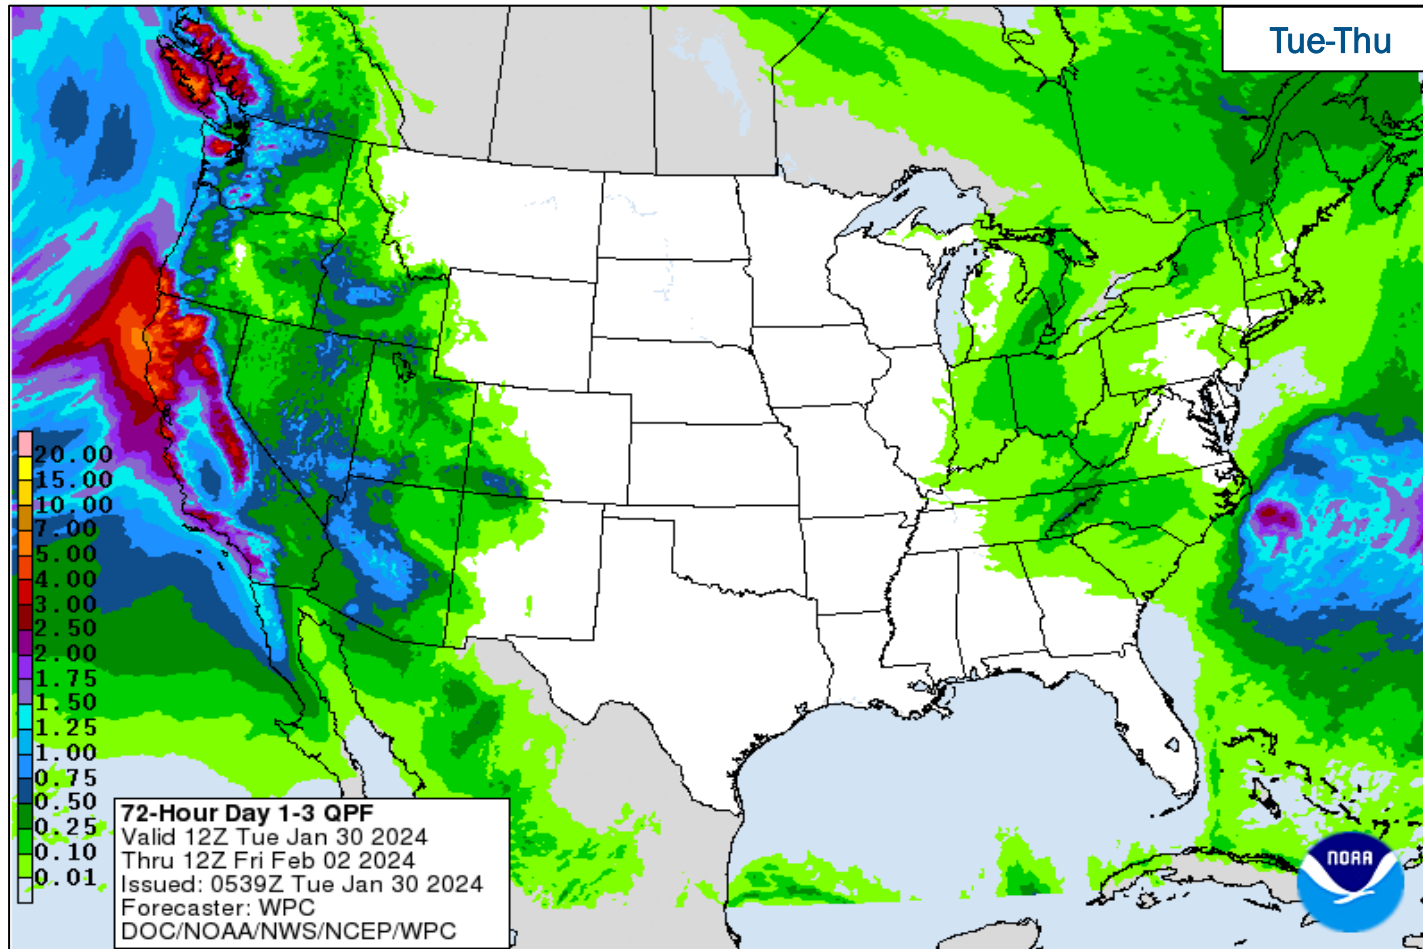 Tue-Thu
20.00
15.00
10.00
7.00
5.00
4.00
3.00
2.50
2.00
1.75
1.50
1.25
1.00
0.75
0.50
0.25
0.10
0.01
72-Hour Day 1-3 QPF
Valid 12Z Tue Jan 30 2024
Thru 12Z Fri Feb 02 2024
Issued: 0539Z Tue Jan 30 2024
Forecaster: WPC
DOC/NOAA/NWS/NCEP/WPC
NOAA